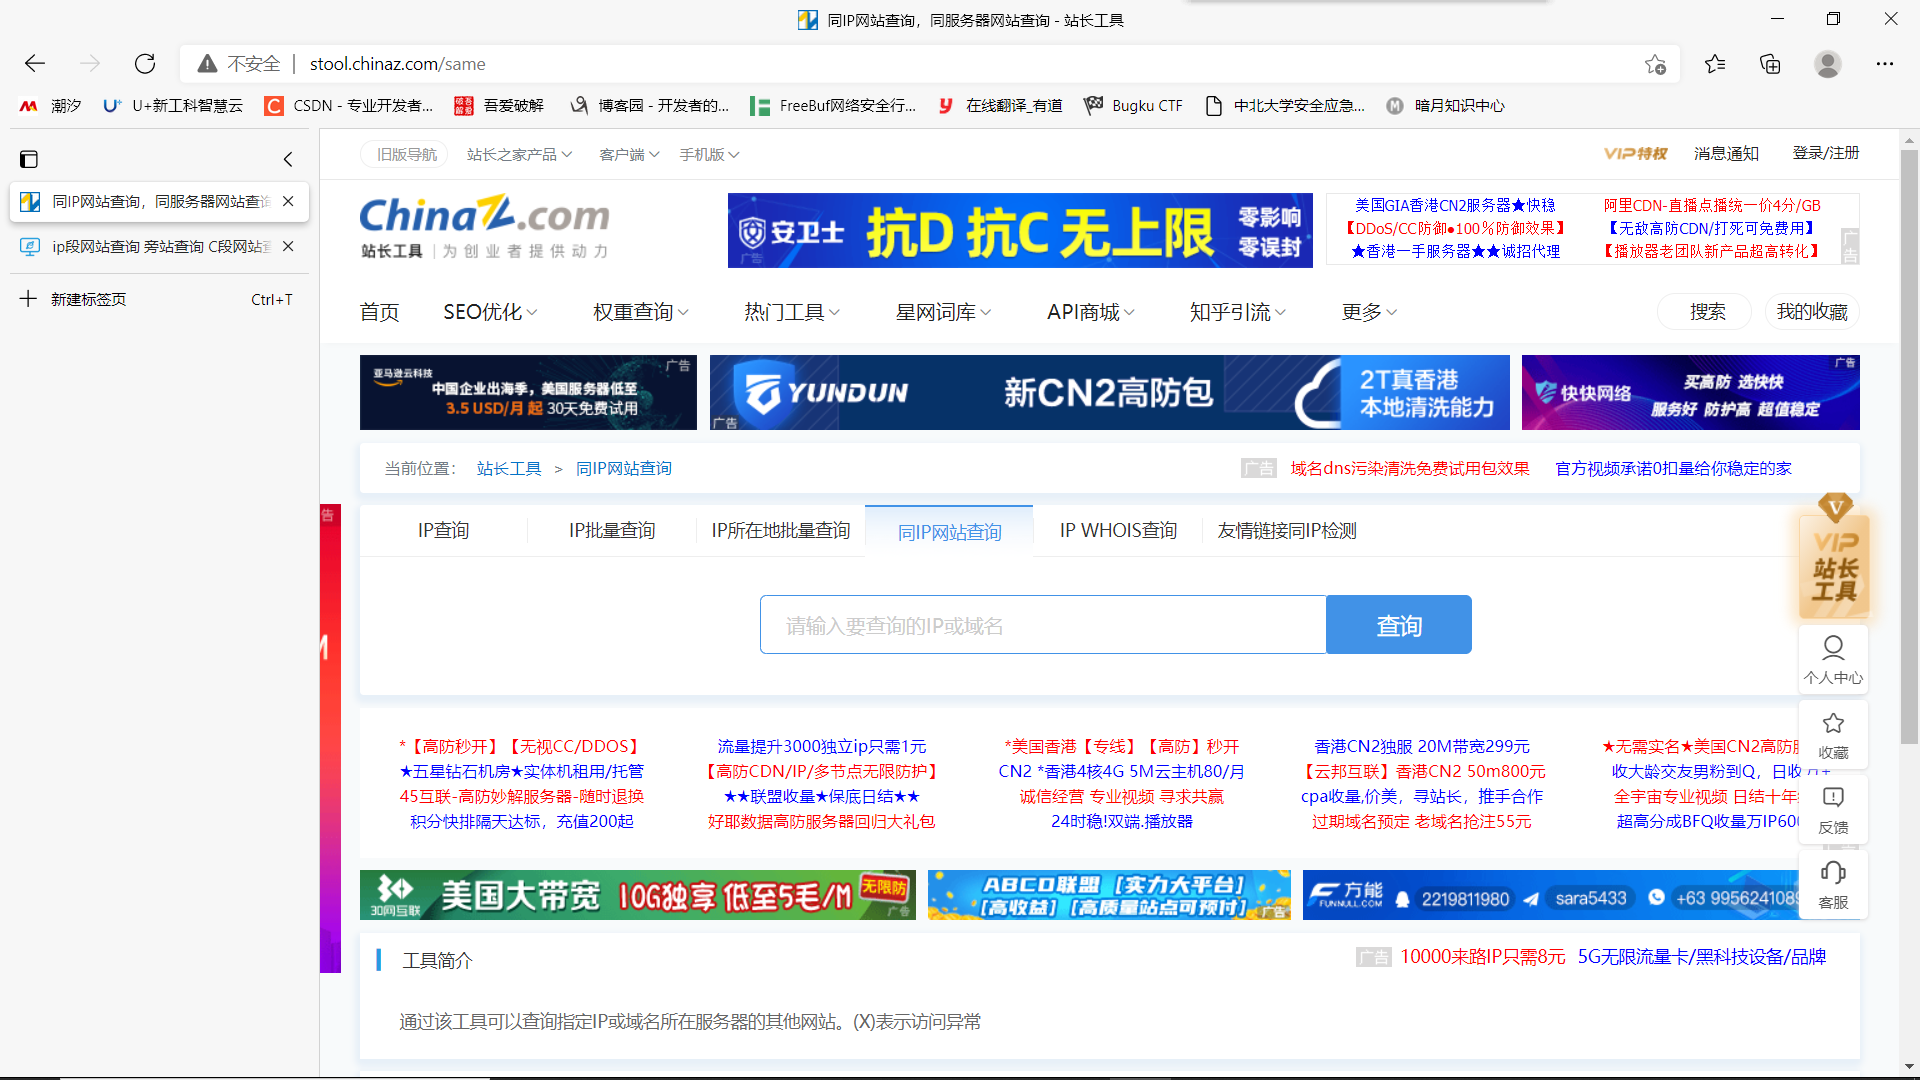 同IP网站查询，同服务器网站查询 - 站长工具
不安全 | stool.chinaz.com/same
潮汐
U+新工科智慧云
CSDN - 专业开发者...
吾爱破解
博客园 - 开发者的...
FreeBuf网络安全行...
在线翻译_有道
Bugku CTF
中北大学安全应急...
暗月知识中心
同IP网站查询，同服务器网站查询
ip段网站查询 旁站查询 C段网站查
新建标签页 Ctrl+T
旧版导航 站长之家产品 客户端 手机版
VIP特权 消息通知 登录/注册
ChinaZ.com
站长工具 | 为创业者提供动力
安卫士 抗D 抗C 无上限 零影响 零误封
广告
美国GIA香港CN2服务器★快稳
阿里CDN-直播点播统一价4分/GB
【DDoS/CC防御●100%防御效果】
【无敌高防CDN/打死可免费用】
★香港一手服务器★★诚招代理
【播放器老团队新产品超高转化】
广告
首页 SEO优化 权重查询 热门工具 星网词库 API商城 知乎引流 更多
搜索 我的收藏
亚马逊云科技
广告
中国企业出海季，美国服务器低至
3.5 USD/月 起 30天免费试用
YUNDUN 新CN2高防包
2T真香港
本地清洗能力
广告
快快网络
买高防 选快快
服务好 防护高 超值稳定
广告
当前位置： 站长工具 > 同IP网站查询
广告 域名dns污染清洗免费试用包效果 官方视频承诺0扣量给你稳定的家
告
IP查询 IP批量查询 IP所在地批量查询 同IP网站查询 IP WHOIS查询 友情链接同IP检测
请输入要查询的IP或域名
查询
VIP
站长
工具
个人中心
收藏
反馈
客服
*【高防秒开】【无视CC/DDOS】
流量提升3000独立ip只需1元
*美国香港【专线】【高防】秒开
香港CN2独服 20M带宽299元
★无需实名★美国CN2高防
★五星钻石机房★实体机租用/托管
【高防CDN/IP/多节点无限防护】
CN2 *香港4核4G 5M云主机80/月
【云邦互联】香港CN2 50m800元
收大龄交友男粉到Q，日收
45互联-高防妙解服务器-随时退换
★★联盟收量★保底日结★★
诚信经营 专业视频 寻求共赢
cpa收量,价美，寻站长，推手合作
全宇宙专业视频 日结十年
积分快排隔天达标，充值200起
好耶数据高防服务器回归大礼包
24时稳!双端.播放器
过期域名预定 老域名抢注55元
超高分成BFQ收量万IP600
30网互联 美国大带宽 10G独享 低至5毛/M 无限防
广告
ABCD联盟 [实力大平台]
[高收益] [高质量站点可预付]
广告
方能
FUNNULL.COM
2219811980 sara5433 +63 9956241089
工具简介
广告 10000来路IP只需8元 5G无限流量卡/黑科技设备/品牌
通过该工具可以查询指定IP或域名所在服务器的其他网站。(X)表示访问异常